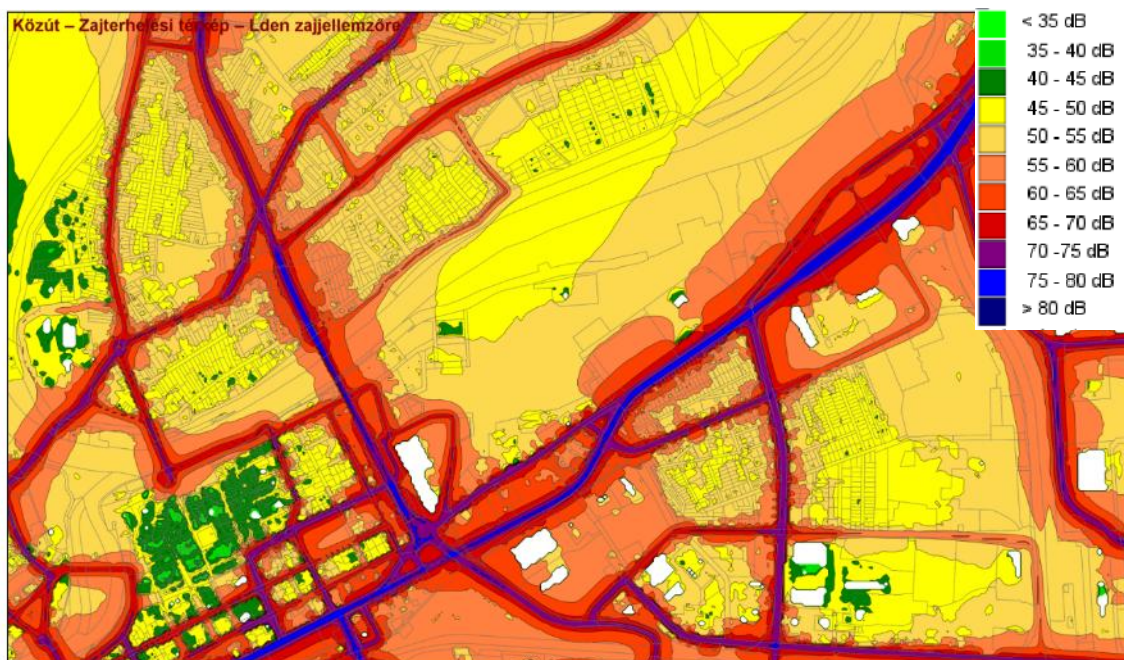 Közút – Zajterhelési térkép – Lden zajjellemzőre
< 35 dB
35 - 40 dB
40 - 45 dB
45 - 50 dB
50 - 55 dB
55 - 60 dB
60 - 65 dB
65 - 70 dB
70 -75 dB
75 - 80 dB
> 80 dB